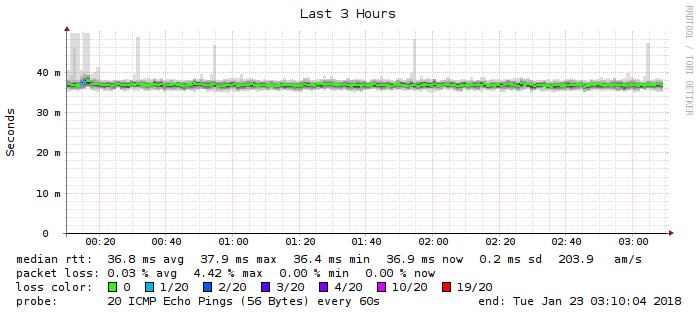 Last 3 Hours
RRDTOOL / TOBI OETIKER
Seconds
40 m
30 m
20 m
10 m
0
00:20 00:40 01:00 01:20 01:40 02:00 02:20 02:40 03:00
median rtt: 36.8 ms avg 37.9 ms max 36.4 ms min 36.9 ms now 0.2 ms sd 203.9 am/s
packet loss: 0.03 % avg 4.42 % max 0.00 % min 0.00 % now
loss color: 0 1/20 2/20 3/20 4/20 10/20 19/20
probe: 20 ICMP Echo Pings (56 Bytes) every 60s end: Tue Jan 23 03:10:04 2018